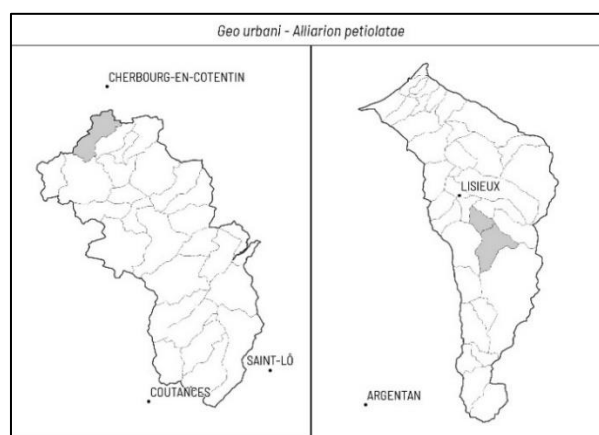 Geo urbani - Alliarion petiolatae
CHERBOURG-EN-COTENTIN
LISIEUX
SAINT-LÔ
COUTANCES
ARGENTAN